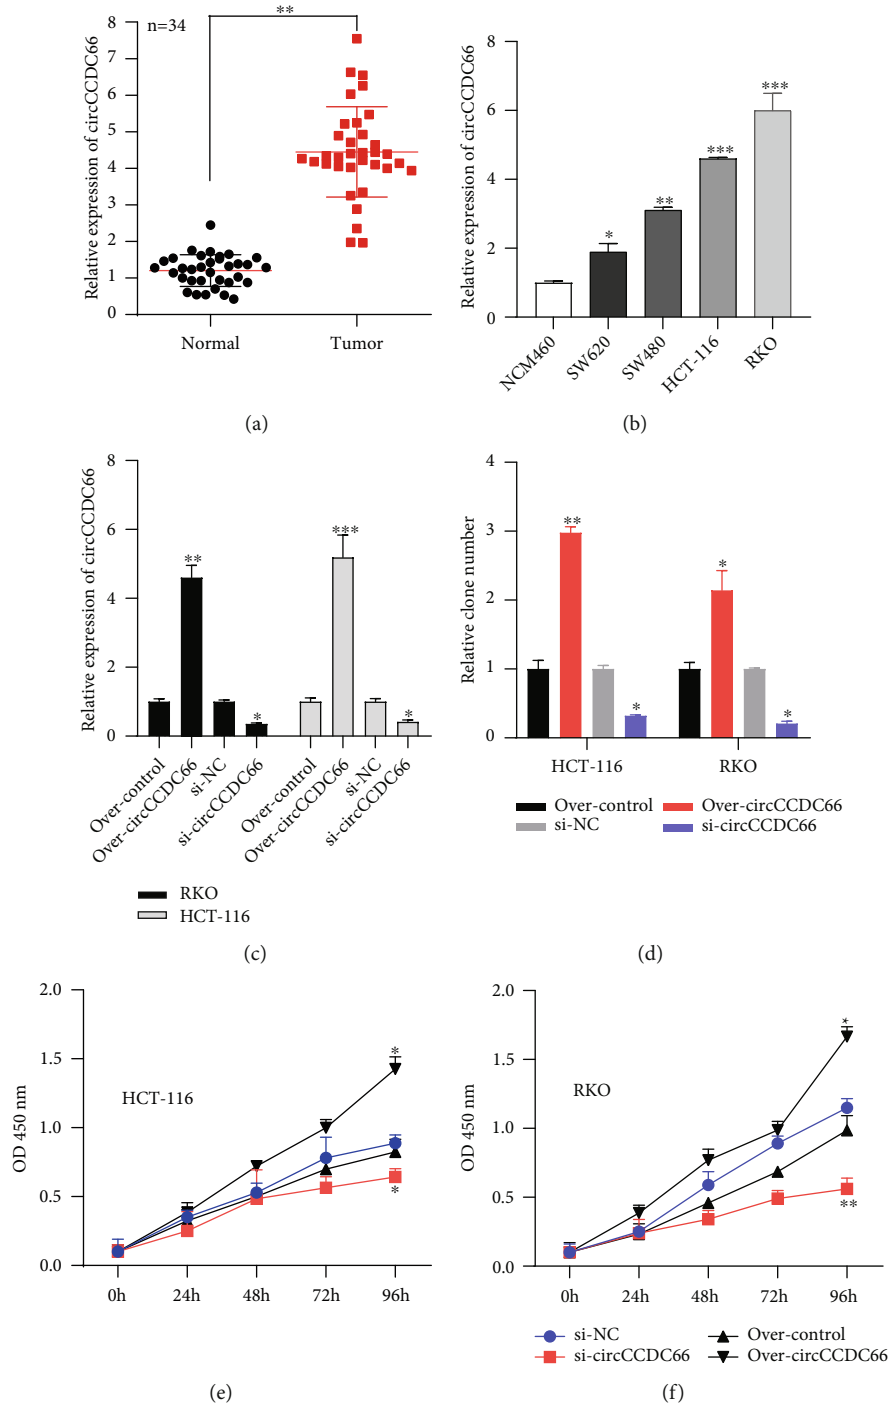 n=34
**
Relative expression of circCCDC66
8
7
6
5
4
3
2
1
0
Normal
Tumor
(a)
Relative expression of circCCDC66
8
6
4
2
0
*
**
***
***
NCM460
SW620
SW480
HCT-116
RKO
(b)
Relative expression of circCCDC66
8
6
4
2
0
**
*
***
*
Over-control
Over-circCCDC66
si-NC
si-circCCDC66
Over-control
Over-circCCDC66
si-NC
si-circCCDC66
RKO
HCT-116
(c)
Relative clone number
4
3
2
1
0
**
*
*
*
HCT-116
RKO
Over-control
Over-circCCDC66
si-NC
si-circCCDC66
(d)
OD 450 nm
2.0
1.5
1.0
0.5
0.0
HCT-116
*
*
0h
24h
48h
72h
96h
(e)
OD 450 nm
2.0
1.5
1.0
0.5
0.0
RKO
*
**
0h
24h
48h
72h
96h
si-NC
Over-control
si-circCCDC66
Over-circCCDC66
(f)